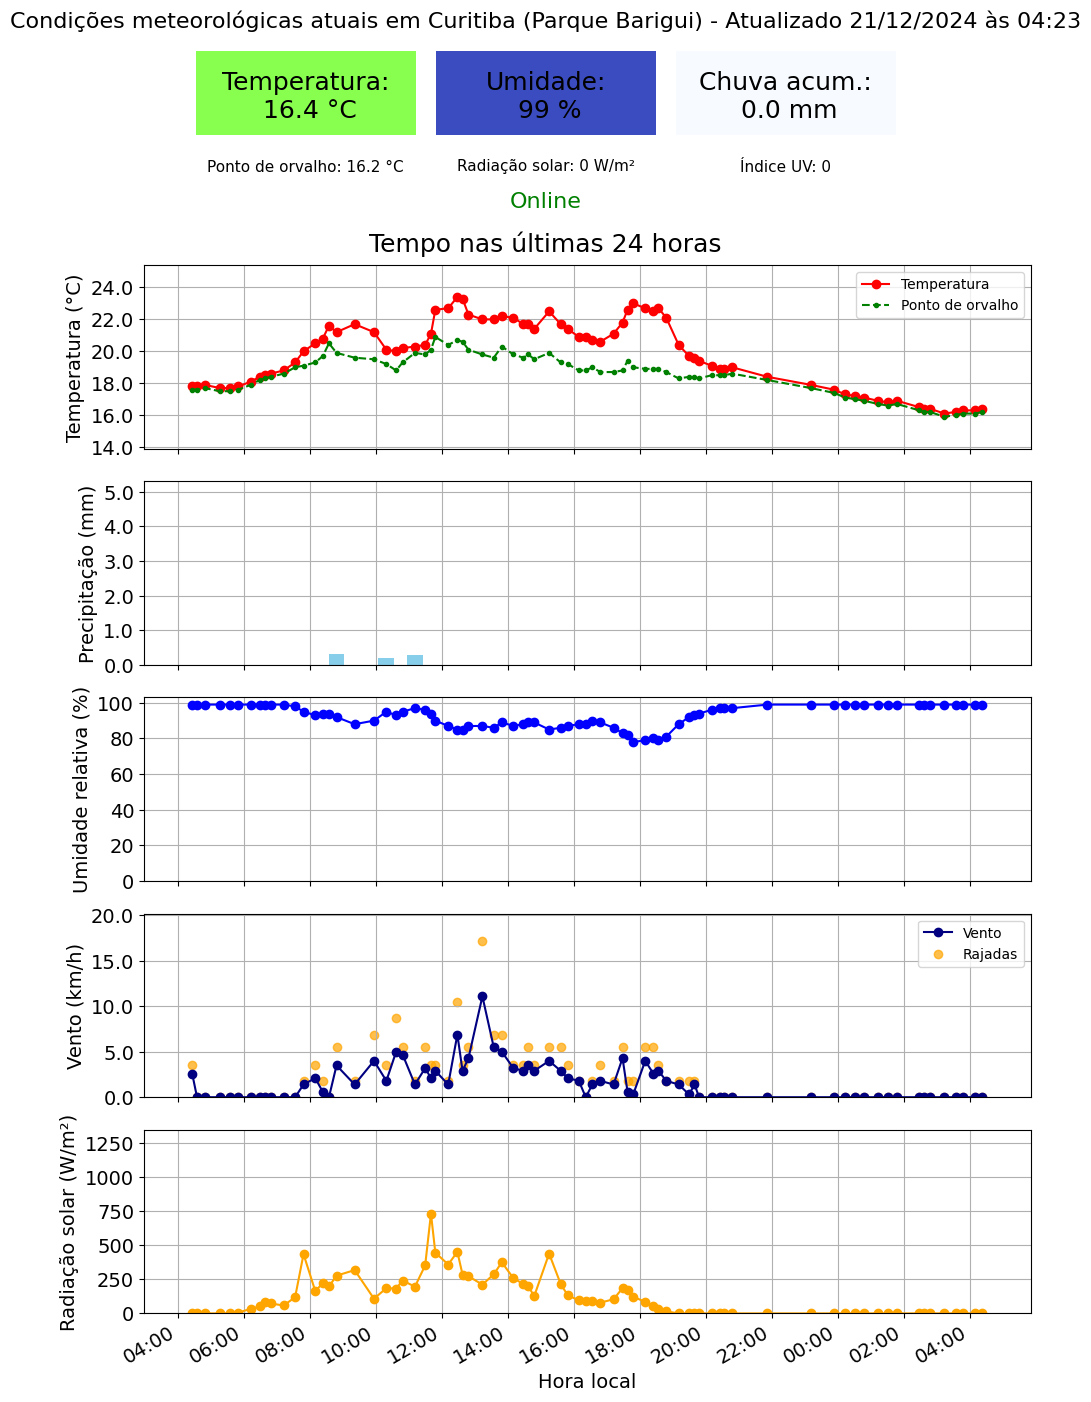 Condições meteorológicas atuais em Curitiba (Parque Barigui) - Atualizado 21/12/2024 às 04:23
Temperatura:
16.4 °C
Umidade:
99 %
Chuva acum.:
0.0 mm
Ponto de orvalho: 16.2 °C
Radiação solar: 0 W/m²
Índice UV: 0
Online
Tempo nas últimas 24 horas
Temperatura (°C)
24.0
22.0
20.0
18.0
16.0
14.0
Temperatura
Ponto de orvalho
Precipitação (mm)
5.0
4.0
3.0
2.0
1.0
0.0
Umidade relativa (%)
100
80
60
40
20
0
Vento (km/h)
20.0
15.0
10.0
5.0
0.0
Vento
Rajadas
Radiação solar (W/m²)
1250
1000
750
500
250
0
04:00
06:00
08:00
10:00
12:00
14:00
16:00
18:00
20:00
22:00
00:00
02:00
04:00
Hora local